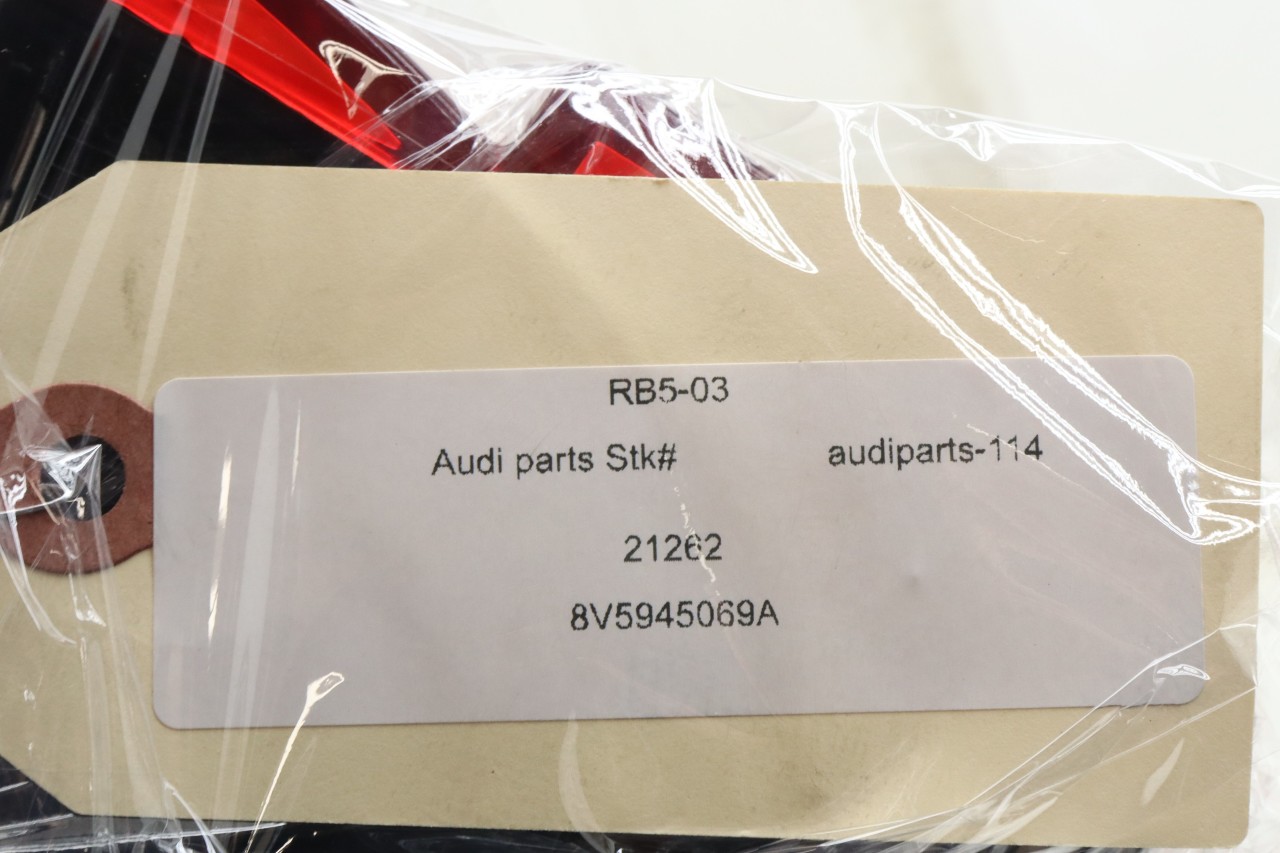 RB5-03
Audi parts Stk# audiparts-114
21262
8V5945069A